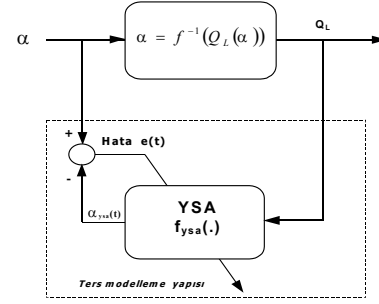 α
α = f⁻¹(Q_L(α))
Q_L
+
Hata e(t)
-
α_ysa(t)
YSA
f_ysa(.)
Ters modelleme yapısı